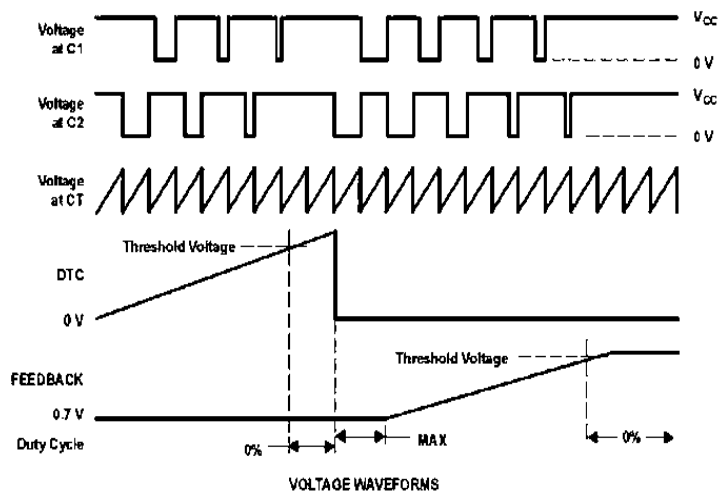 Voltage
at C1
VCC
0 V
Voltage
at C2
VCC
0 V
Voltage
at CT
Threshold Voltage
DTC
0 V
Threshold Voltage
FEEDBACK
0.7 V
Duty Cycle
0%
MAX
0%
VOLTAGE WAVEFORMS